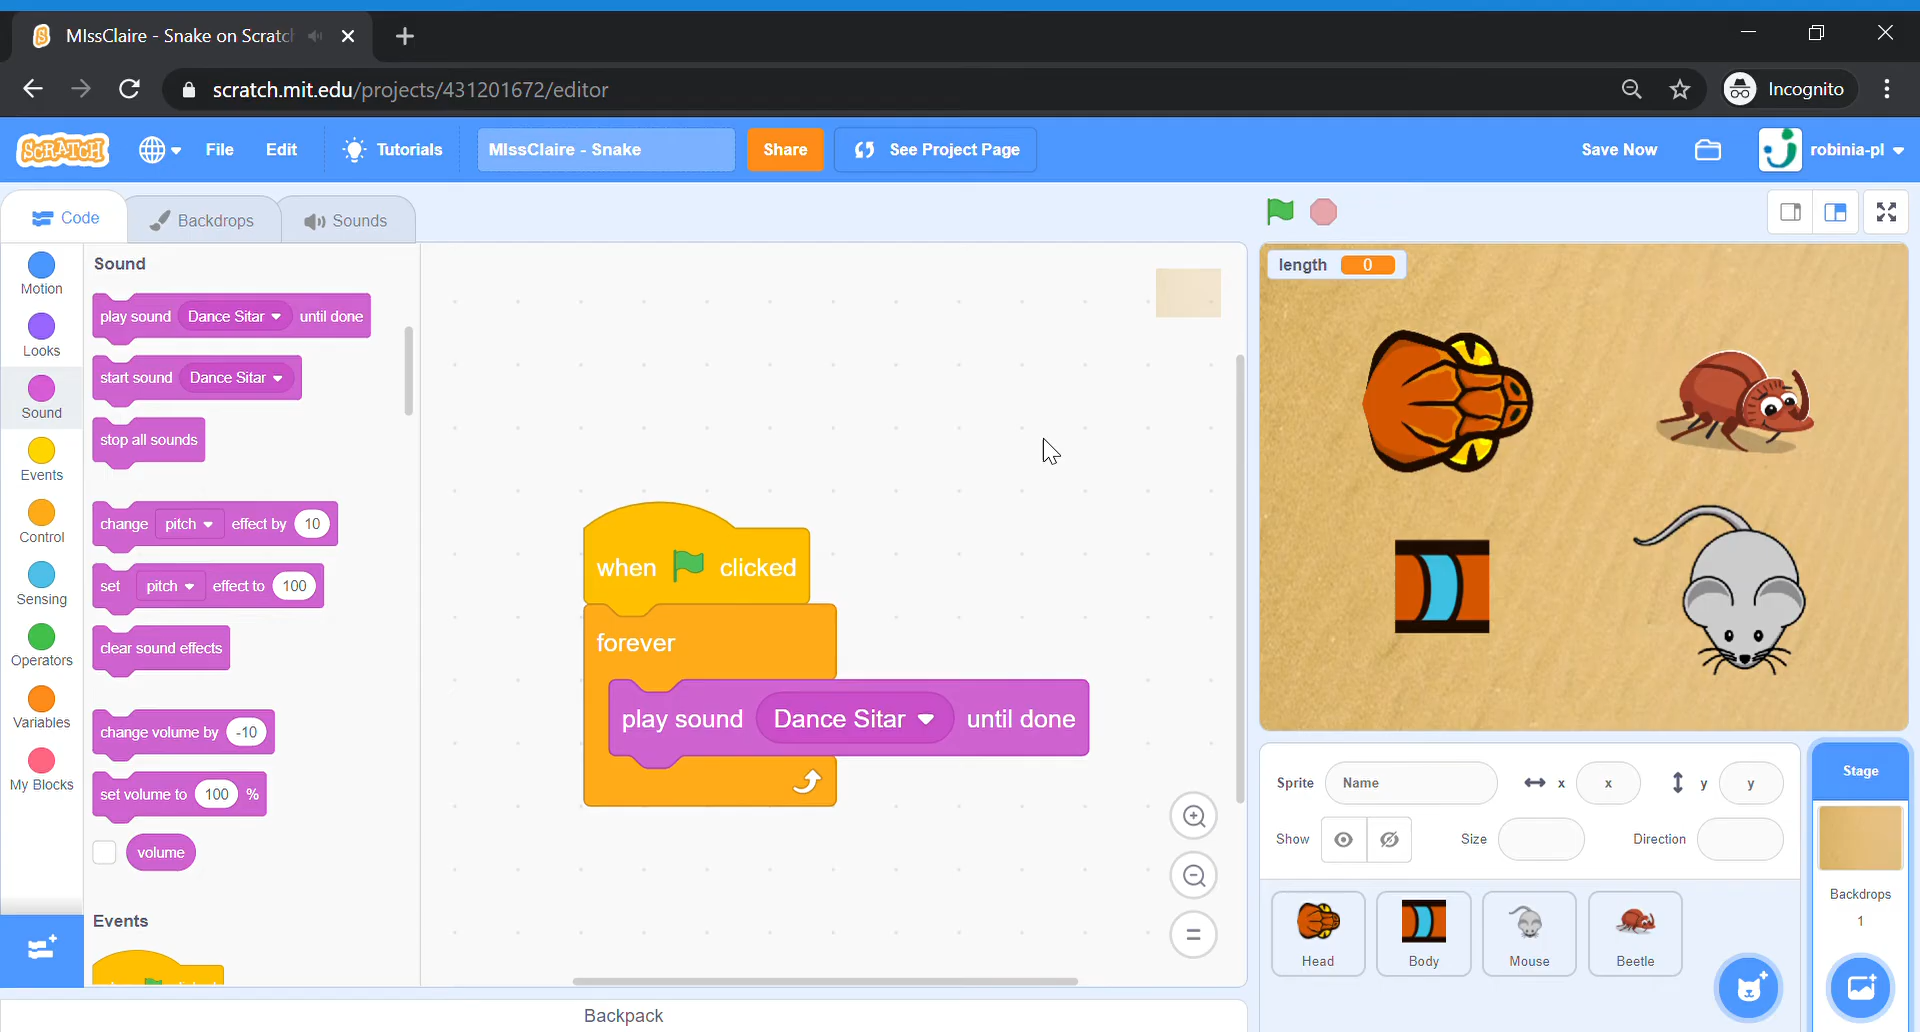 MIssClaire - Snake on Scratch
scratch.mit.edu/projects/431201672/editor
Incognito
SCRATCH
File
Edit
Tutorials
MIssClaire - Snake
Share
See Project Page
Save Now
robinia-pl
Code
Backdrops
Sounds
Motion
Looks
Sound
Events
Control
Sensing
Operators
Variables
My Blocks
Sound
play sound Dance Sitar until done
start sound Dance Sitar
stop all sounds
change pitch effect by 10
set pitch effect to 100
clear sound effects
change volume by -10
set volume to 100 %
volume
Events
when clicked
forever
play sound Dance Sitar until done
Backpack
length 0
Sprite Name x x y y
Show Size Direction
Head
Body
Mouse
Beetle
Stage
Backdrops
1